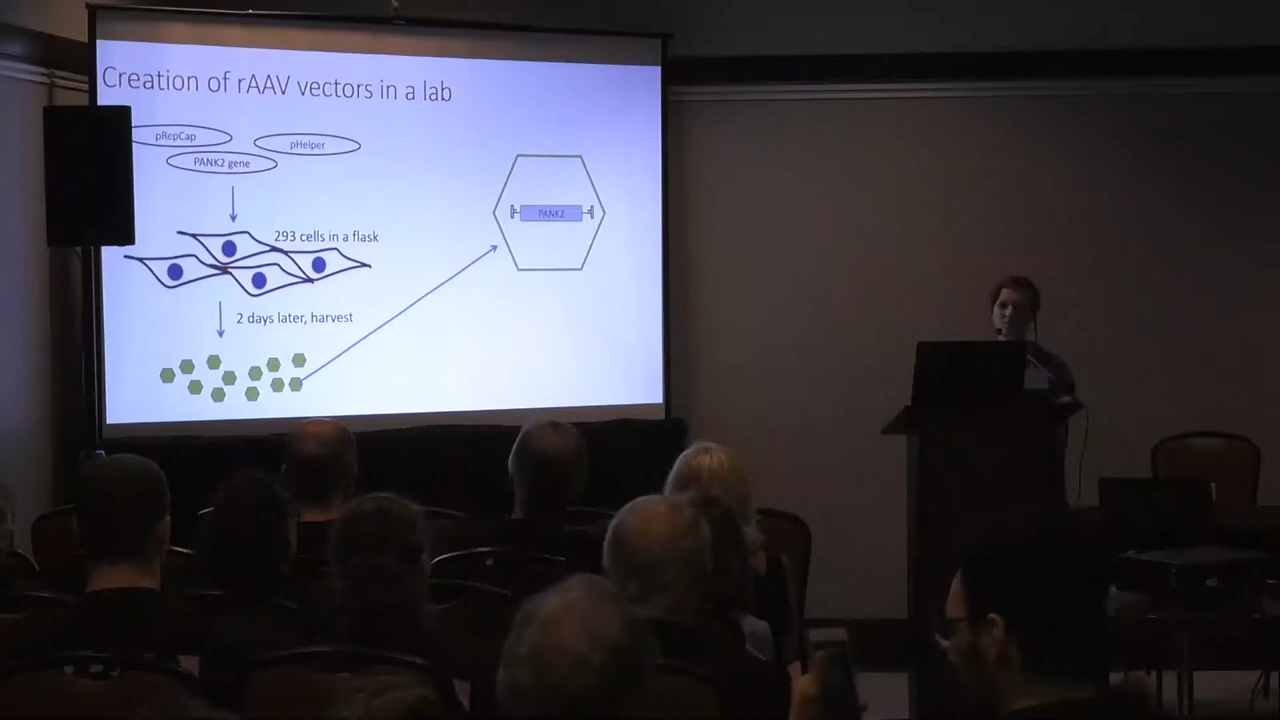 Creation of rAAV vectors in a lab
pRepCap
pHelper
PANK2 gene
293 cells in a flask
2 days later, harvest
PANK2